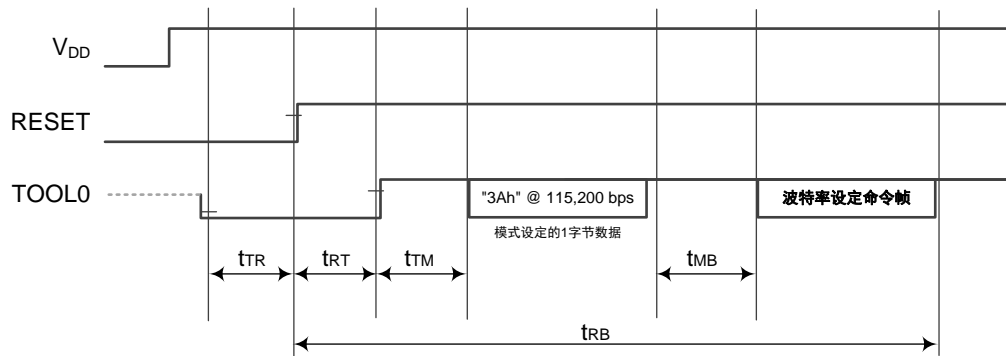 VDD
RESET
TOOL0
"3Ah" @ 115,200 bps
波特率设定命令帧
模式设定的1字节数据
tTR
tRT
tTM
tMB
tRB